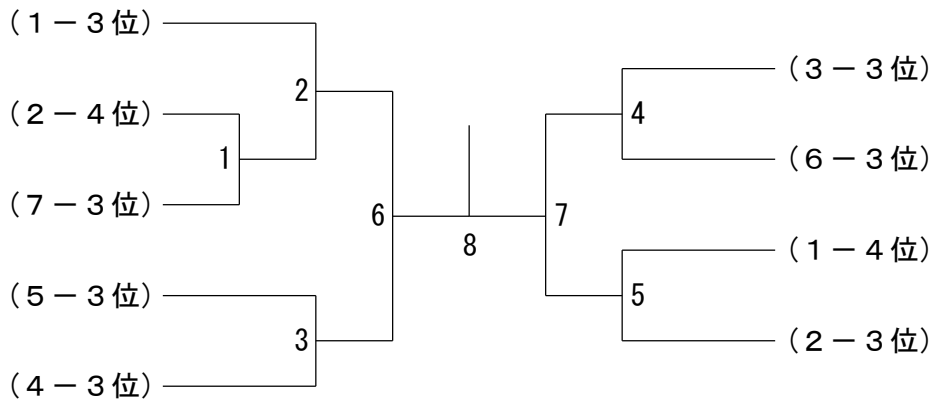 （１－３位）
（２－４位）
（７－３位）
（５－３位）
（４－３位）
1
2
3
6
8
7
4
5
（３－３位）
（６－３位）
（１－４位）
（２－３位）